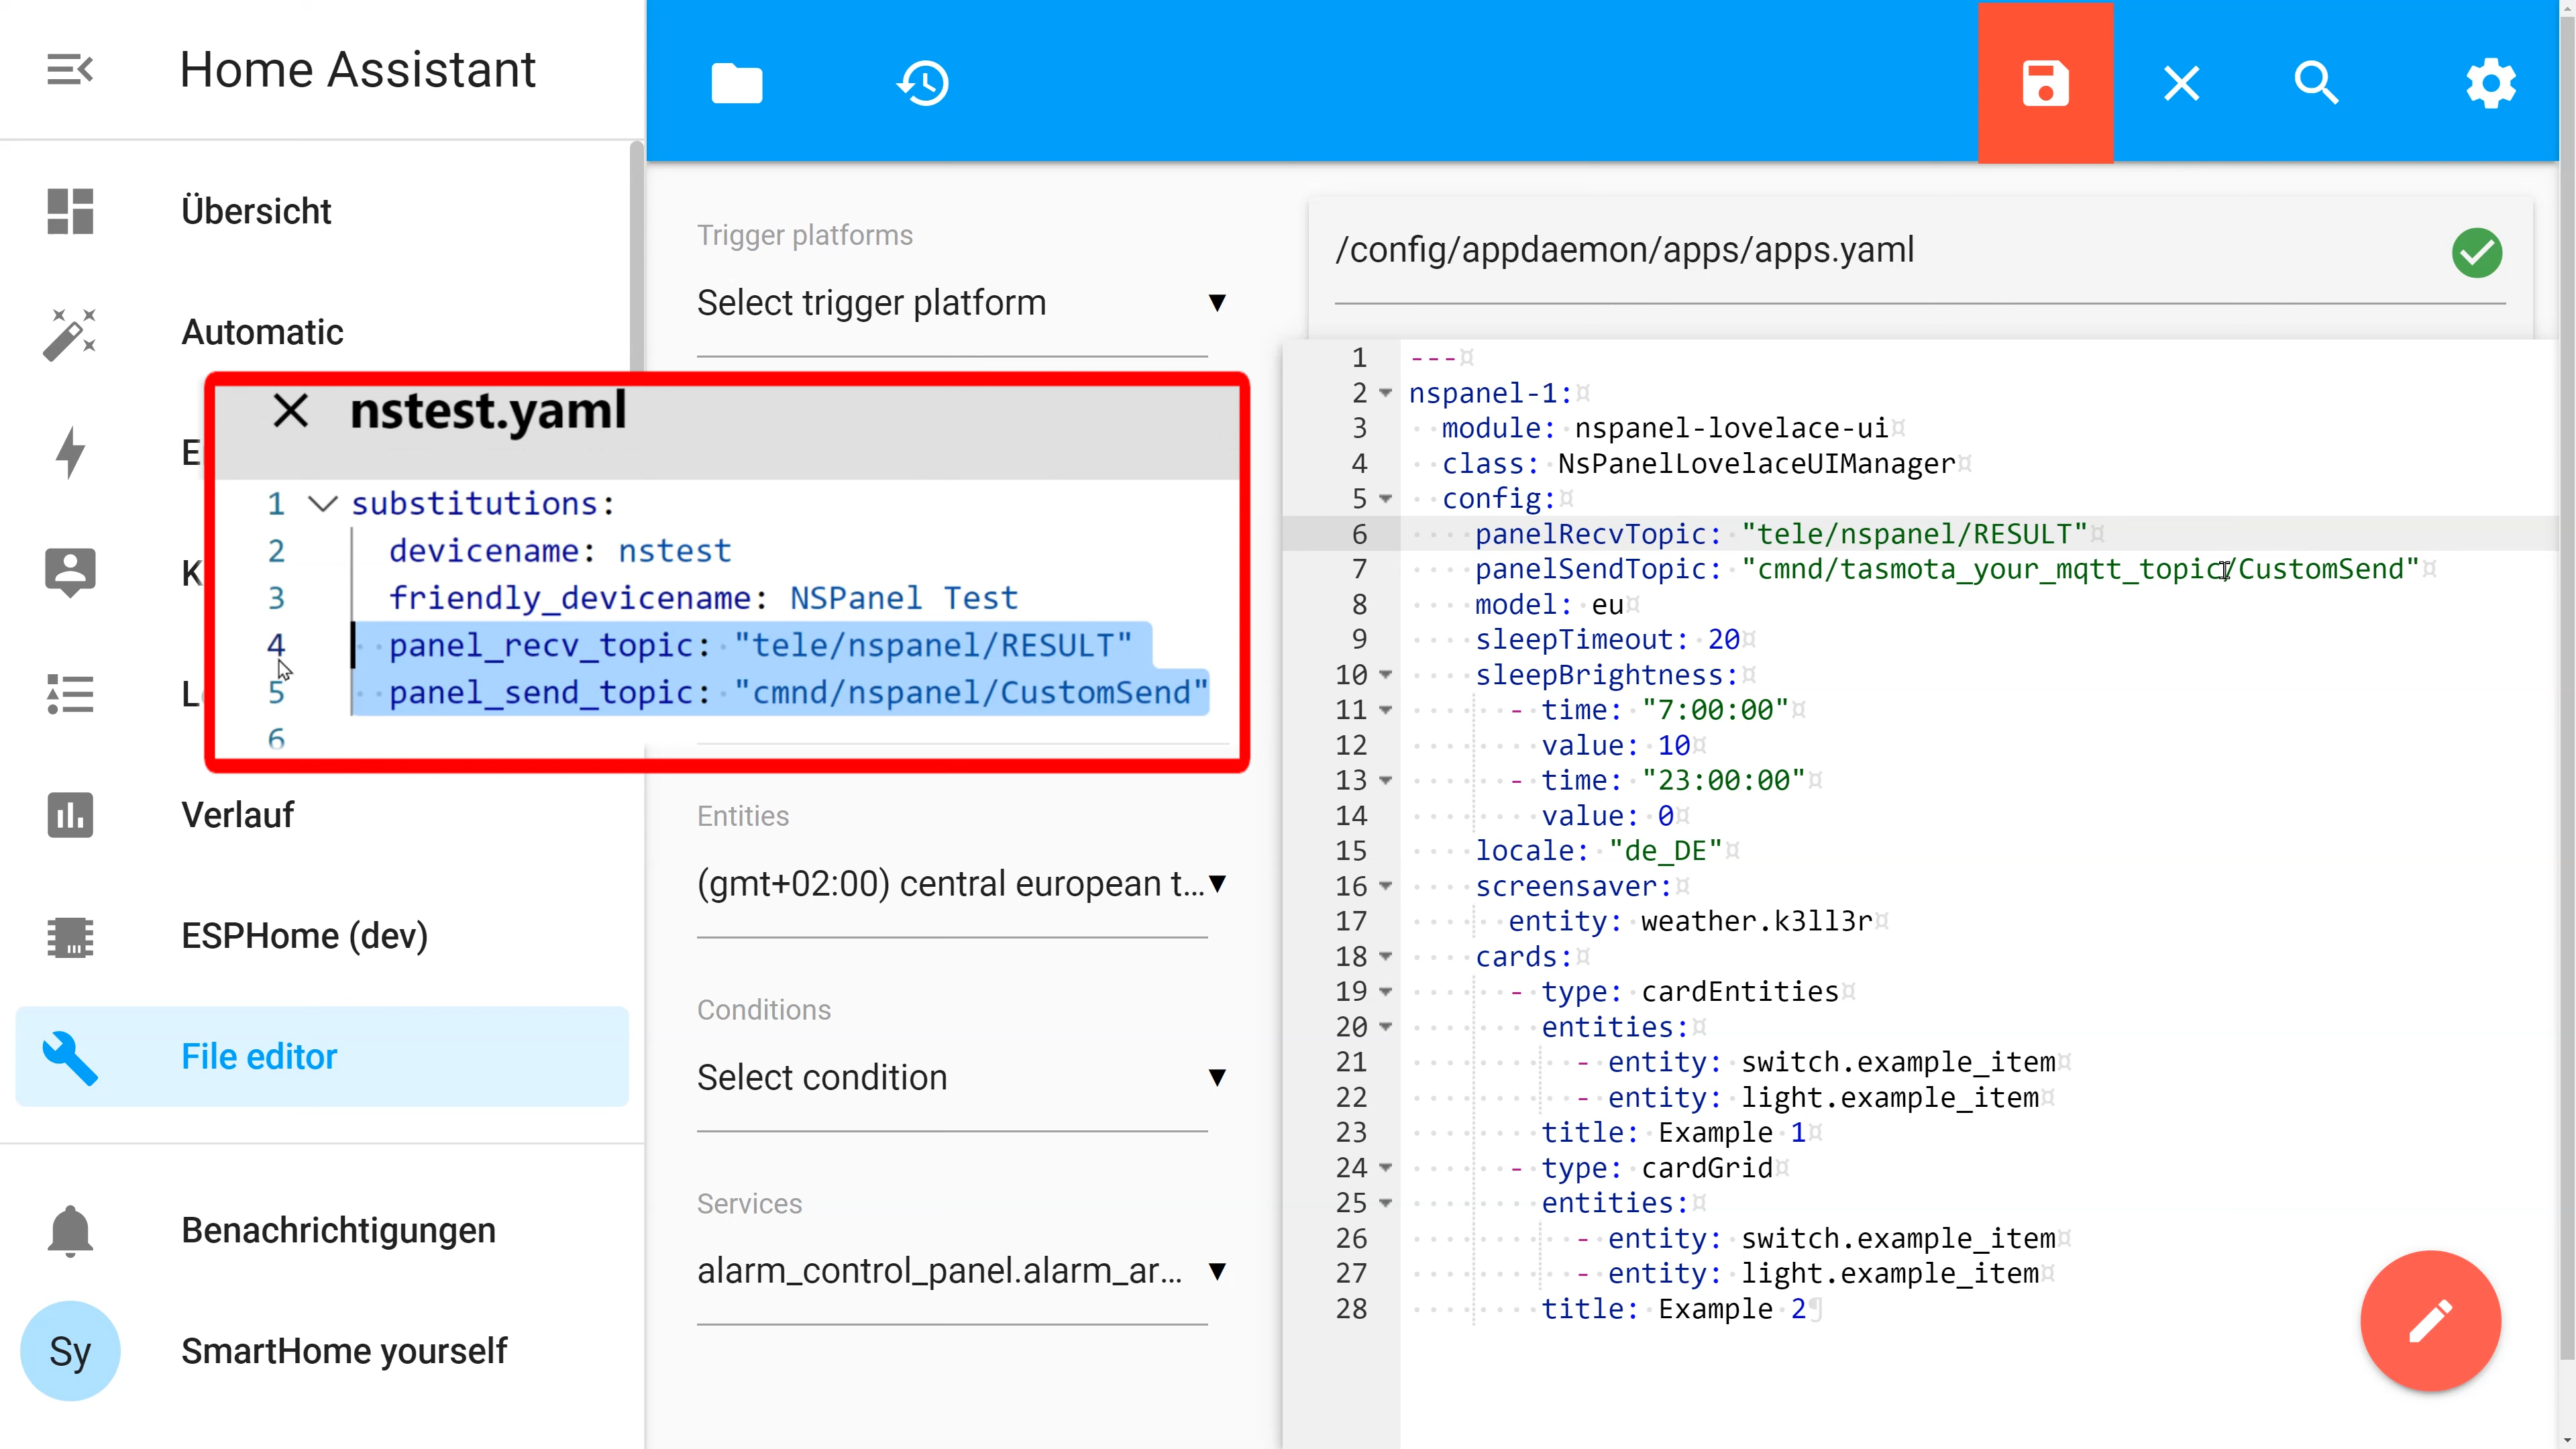 Home Assistant
Übersicht
Automatic
E
K
L
Verlauf
ESPHome (dev)
File editor
Benachrichtigungen
Sy
SmartHome yourself
nstest.yaml
1 substitutions:
2 devicename: nstest
3 friendly_devicename: NSPanel Test
4 panel_recv_topic: "tele/nspanel/RESULT"
5 panel_send_topic: "cmnd/nspanel/CustomSend"
6
Trigger platforms
Select trigger platform
Entities
(gmt+02:00) central european t...
Conditions
Select condition
Services
alarm_control_panel.alarm_ar...
/config/appdaemon/apps/apps.yaml
1 ---
2 nspanel-1:
3 module: nspanel-lovelace-ui
4 class: NsPanelLovelaceUIManager
5 config:
6 panelRecvTopic: "tele/nspanel/RESULT"
7 panelSendTopic: "cmnd/tasmota_your_mqtt_topic/CustomSend"
8 model: eu
9 sleepTimeout: 20
10 sleepBrightness:
11 - time: "7:00:00"
12 value: 10
13 - time: "23:00:00"
14 value: 0
15 locale: "de_DE"
16 screensaver:
17 entity: weather.k3ll3r
18 cards:
19 - type: cardEntities
20 entities:
21 - entity: switch.example_item
22 - entity: light.example_item
23 title: Example 1
24 - type: cardGrid
25 entities:
26 - entity: switch.example_item
27 - entity: light.example_item
28 title: Example 2